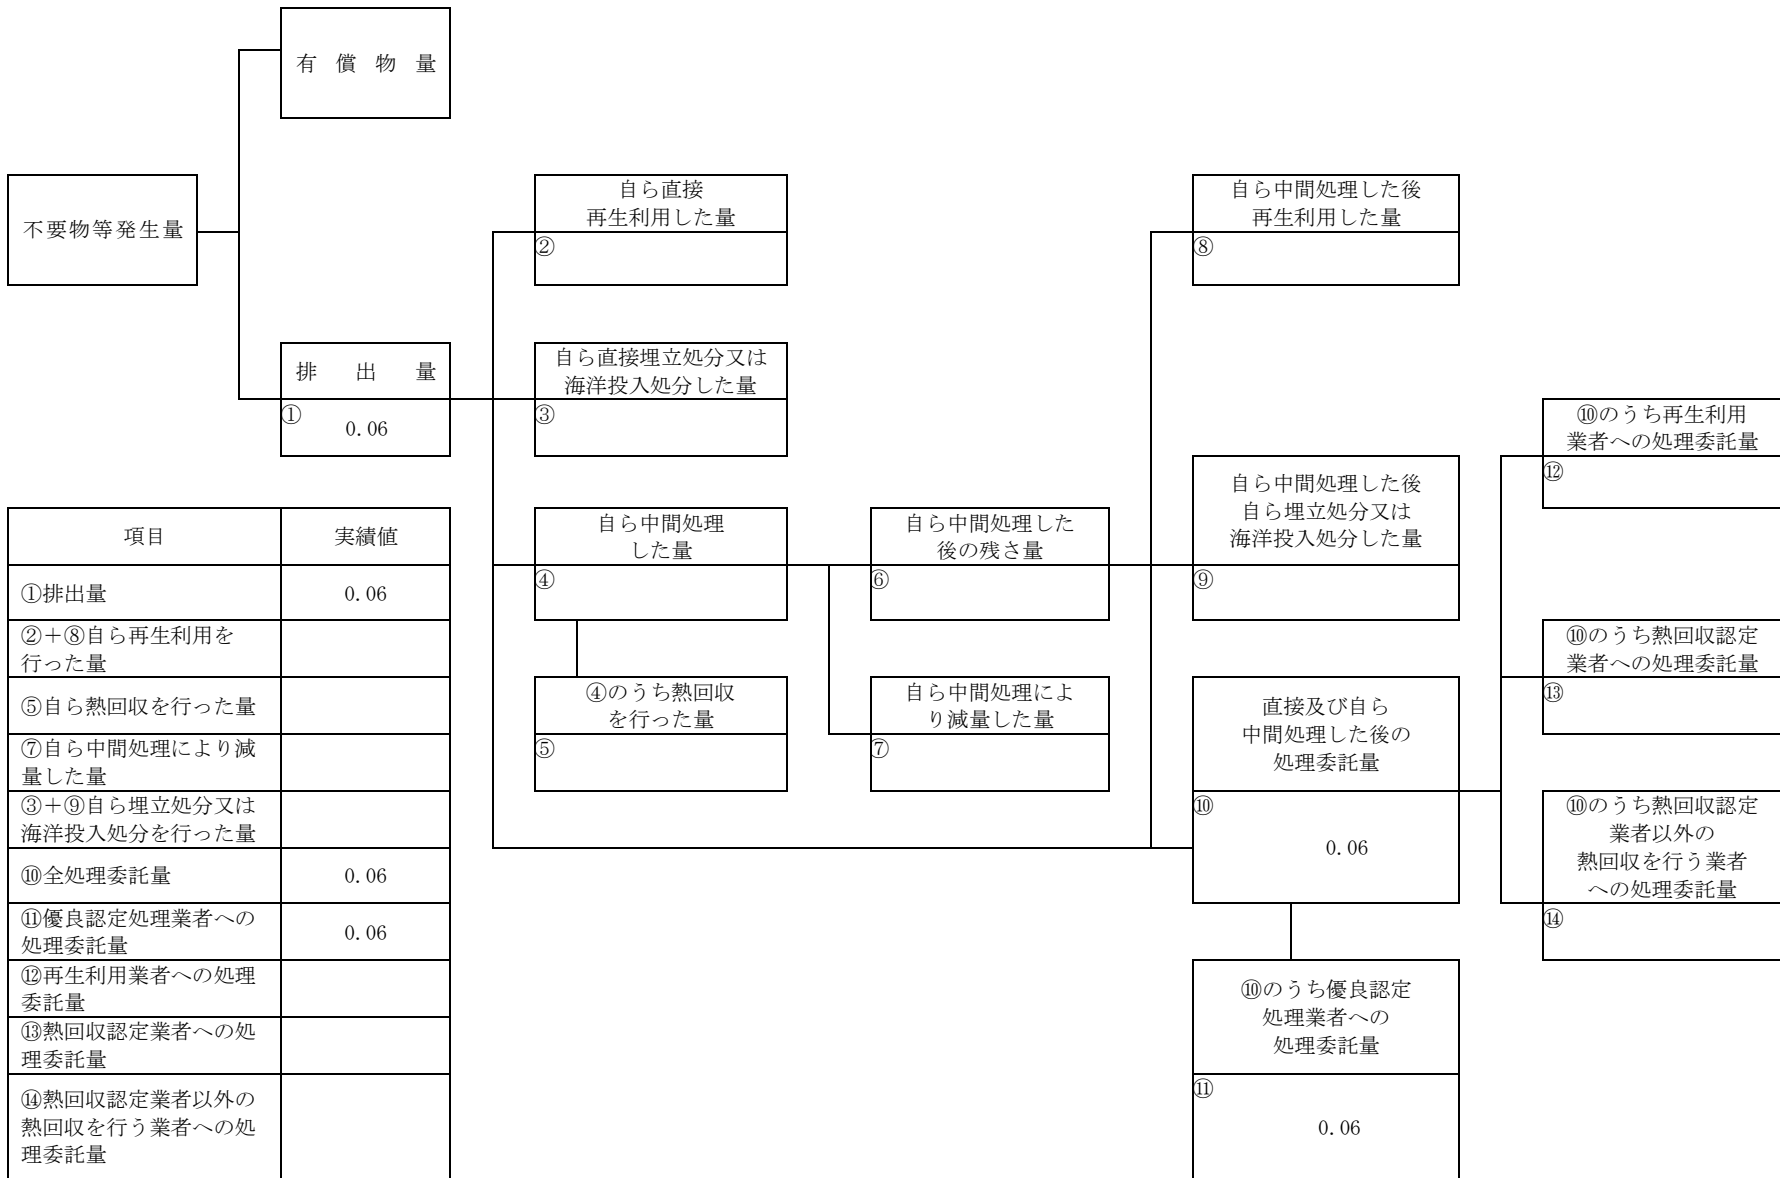 有償物量
不要物等発生量
自ら直接
再生利用した量
②
自ら中間処理した後
再生利用した量
⑧
排出量
①
0.06
自ら直接埋立処分又は
海洋投入処分した量
③
⑩のうち再生利用
業者への処理委託量
⑫
自ら中間処理
した量
④
自ら中間処理した
後の残さ量
⑥
自ら中間処理した後
自ら埋立処分又は
海洋投入処分した量
⑨
⑩のうち熱回収認定
業者への処理委託量
⑬
④のうち熱回収
を行った量
⑤
自ら中間処理によ
り減量した量
⑦
直接及び自ら
中間処理した後の
処理委託量
⑩
0.06
⑩のうち熱回収認定
業者以外の
熱回収を行う業者
への処理委託量
⑭
⑩のうち優良認定
処理業者への
処理委託量
⑪
0.06
項目 実績値
①排出量 0.06
②＋⑧自ら再生利用を
行った量
⑤自ら熱回収を行った量
⑦自ら中間処理により減
量した量
③＋⑨自ら埋立処分又は
海洋投入処分を行った量
⑩全処理委託量 0.06
⑪優良認定処理業者への
処理委託量 0.06
⑫再生利用業者への処理
委託量
⑬熱回収認定業者への処
理委託量
⑭熱回収認定業者以外の
熱回収を行う業者への処
理委託量